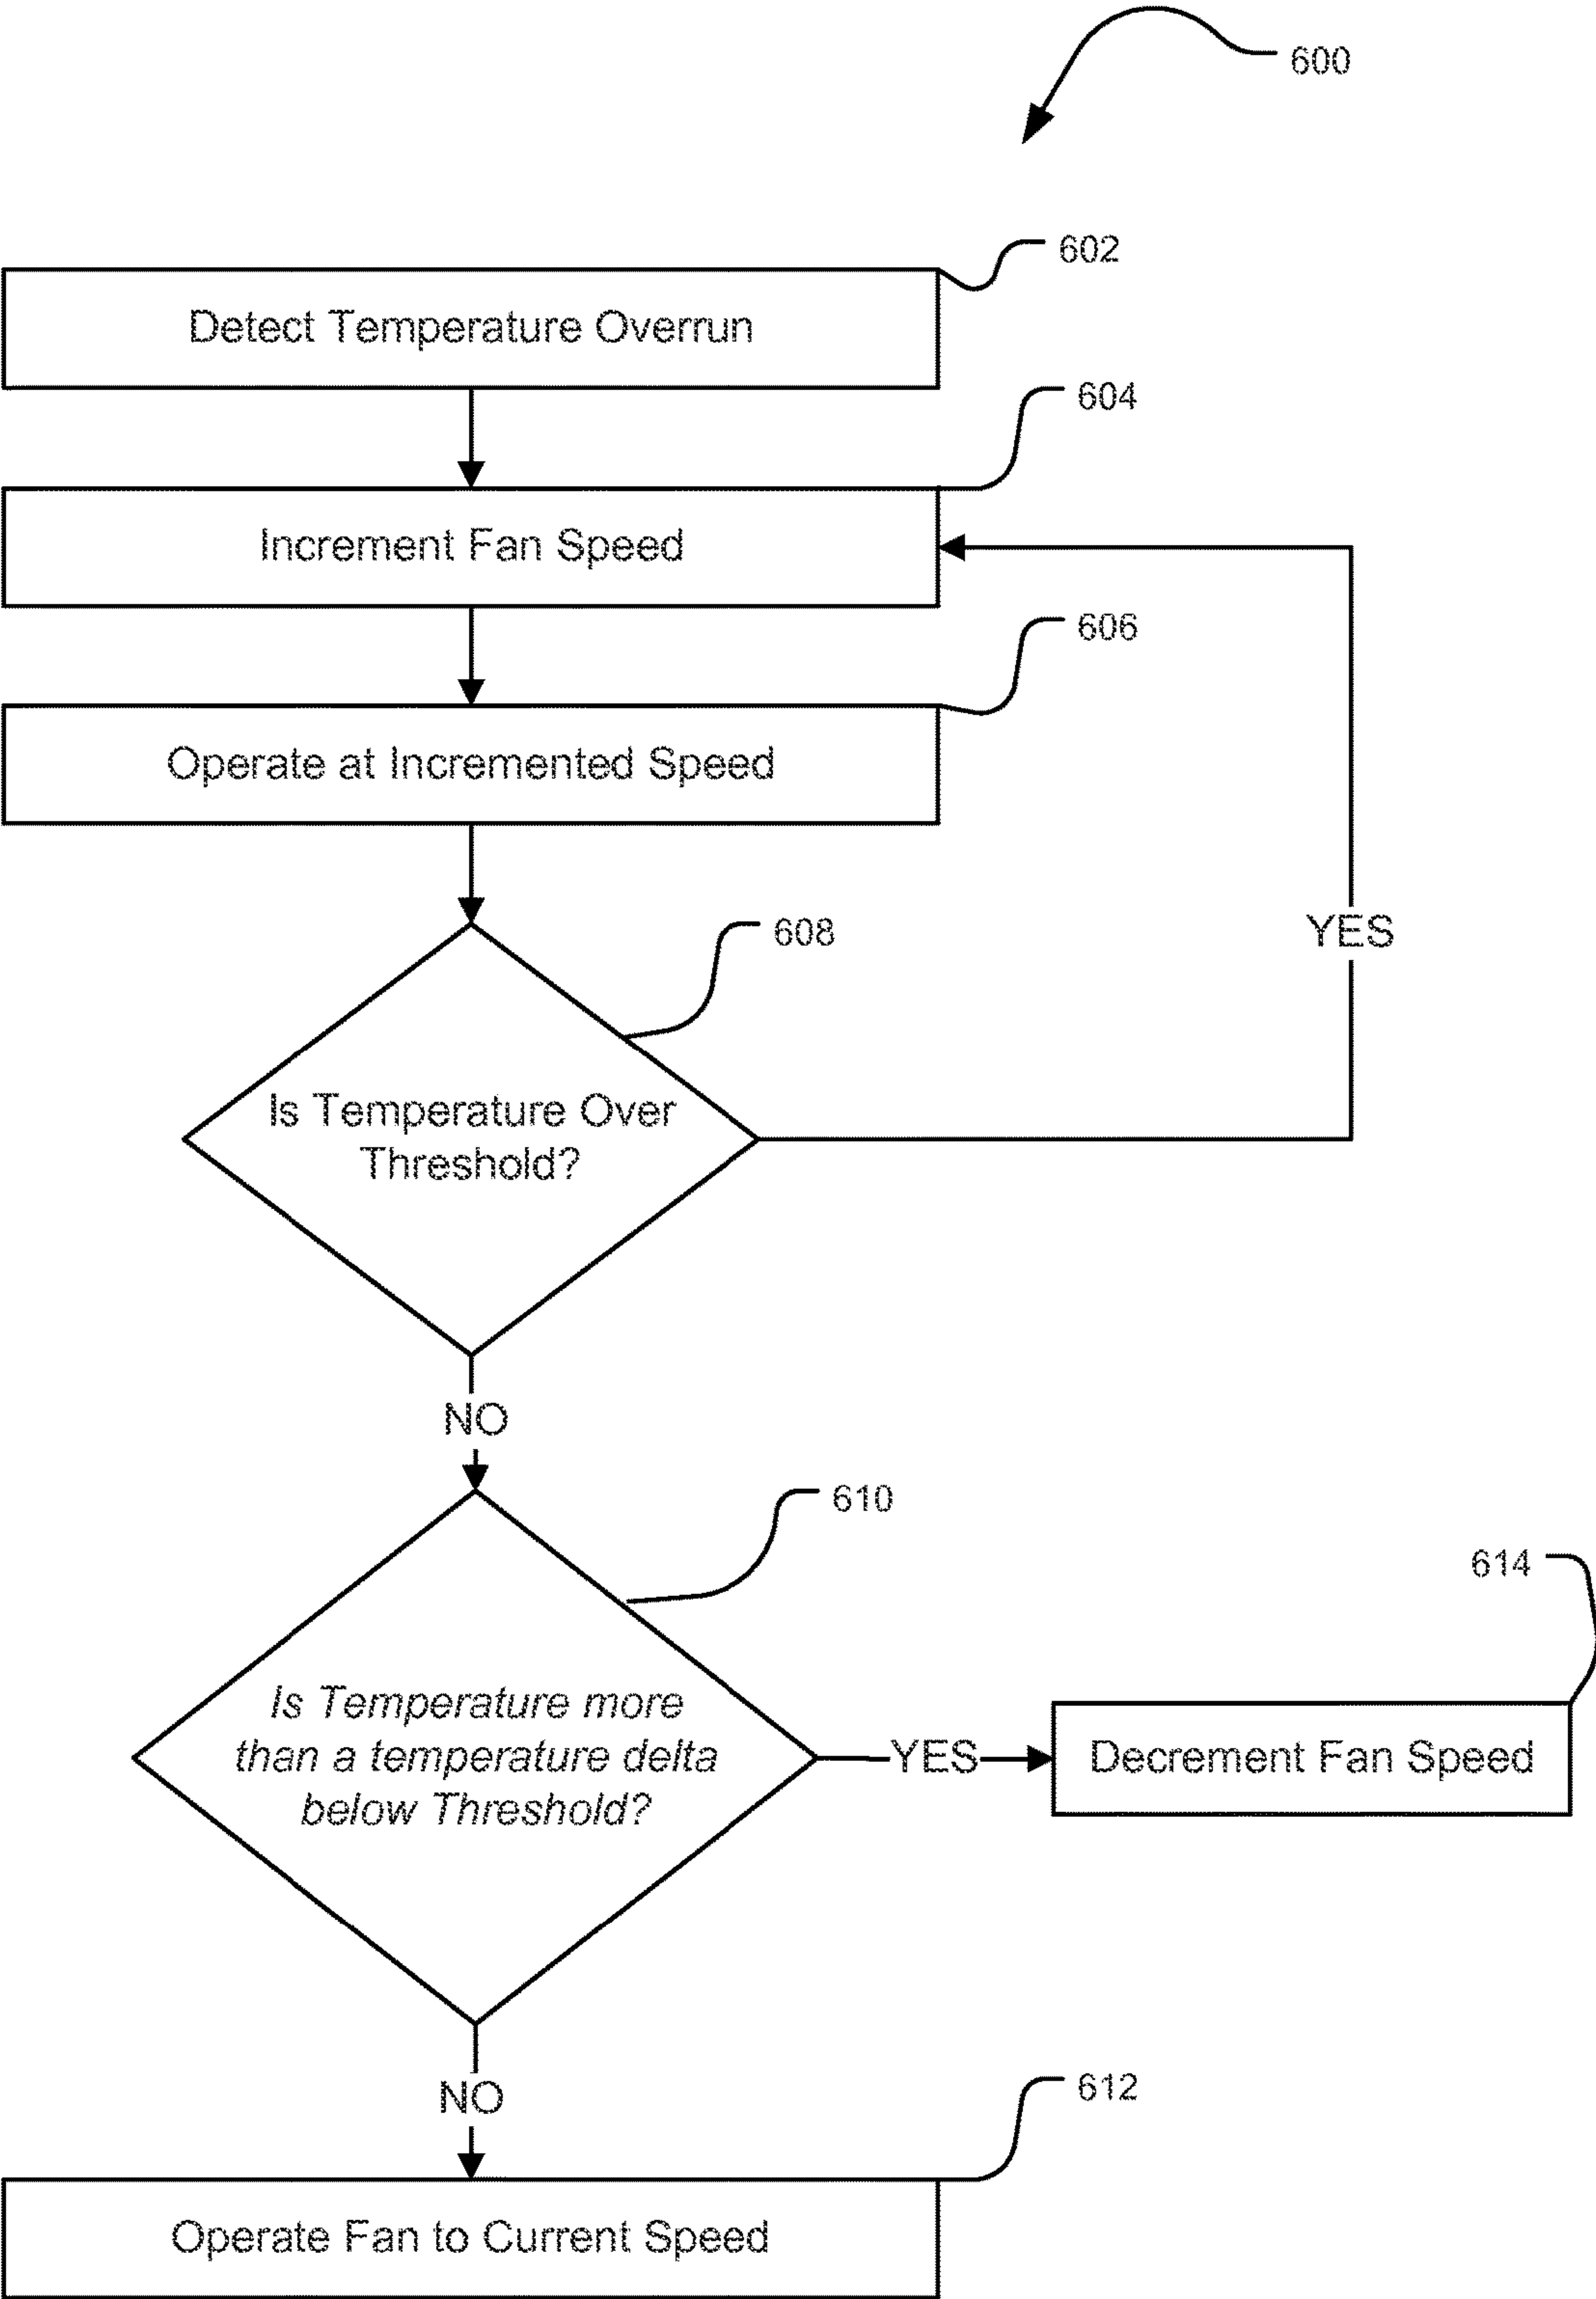 600
602
Detect Temperature Overrun
604
Increment Fan Speed
606
Operate at Incremented Speed
608
YES
Is Temperature Over
Threshold?
NO
610
614
Is Temperature more
than a temperature delta
below Threshold?
YES
Decrement Fan Speed
NO
612
Operate Fan to Current Speed